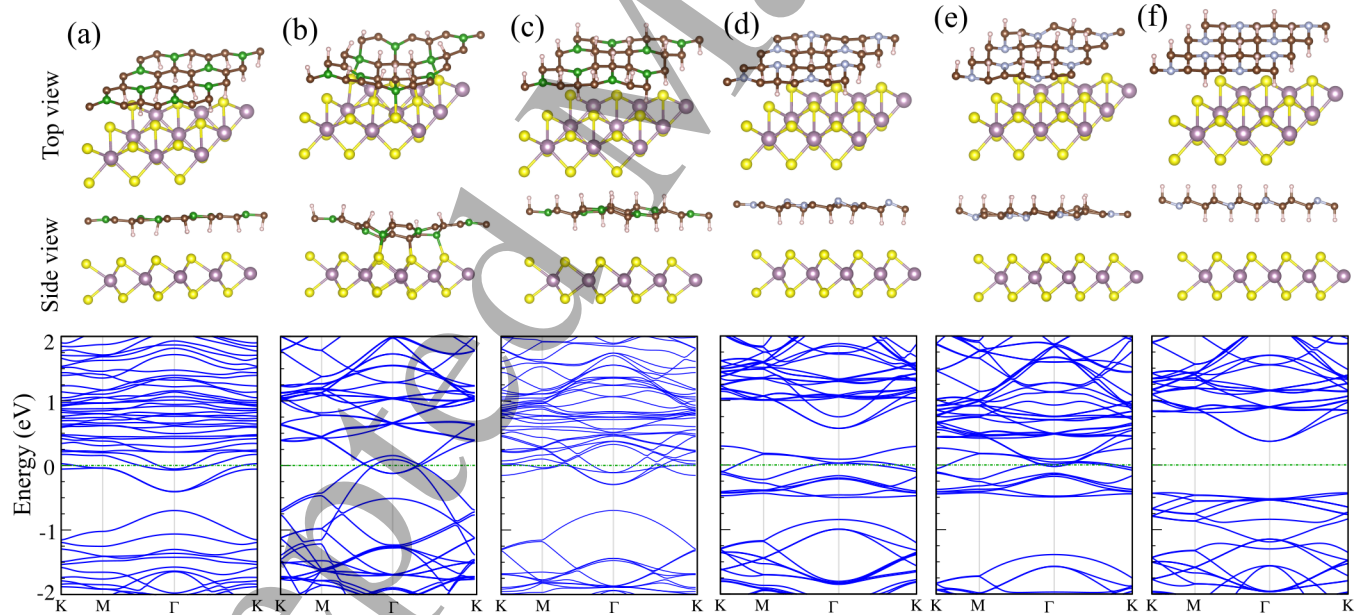 (a) (b) (c) (d) (e) (f)
Top view
Side view
Energy (eV)
2
1
0
-1
-2
K M Γ K K M Γ K K M Γ K K M Γ K K M Γ K K M Γ K